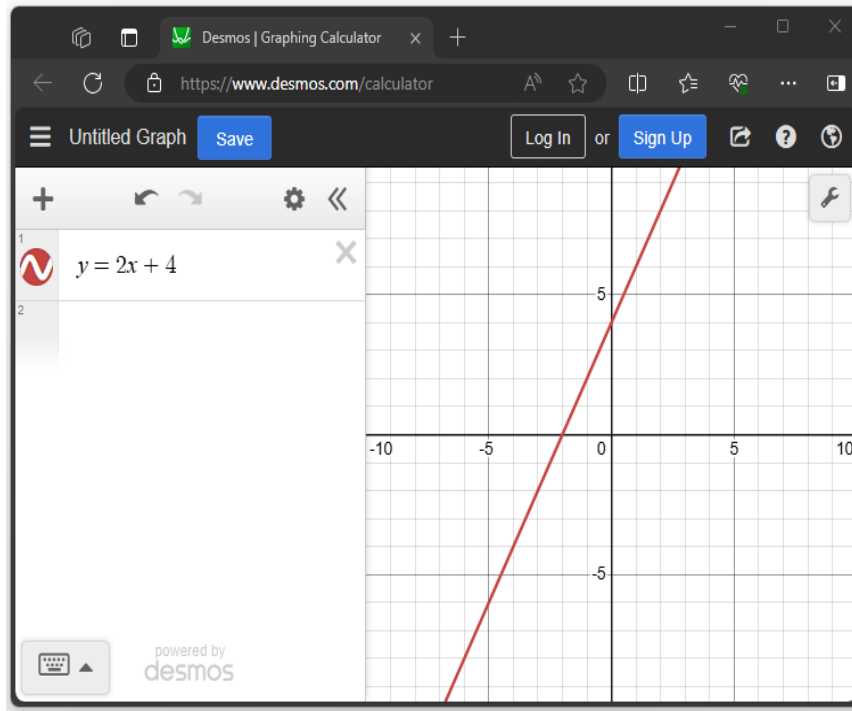 Desmos | Graphing Calculator
https://www.desmos.com/calculator
Untitled Graph Save Log In or Sign Up
1
y = 2x + 4
2
5
-10 -5 0 5 10
-5
powered by
desmos